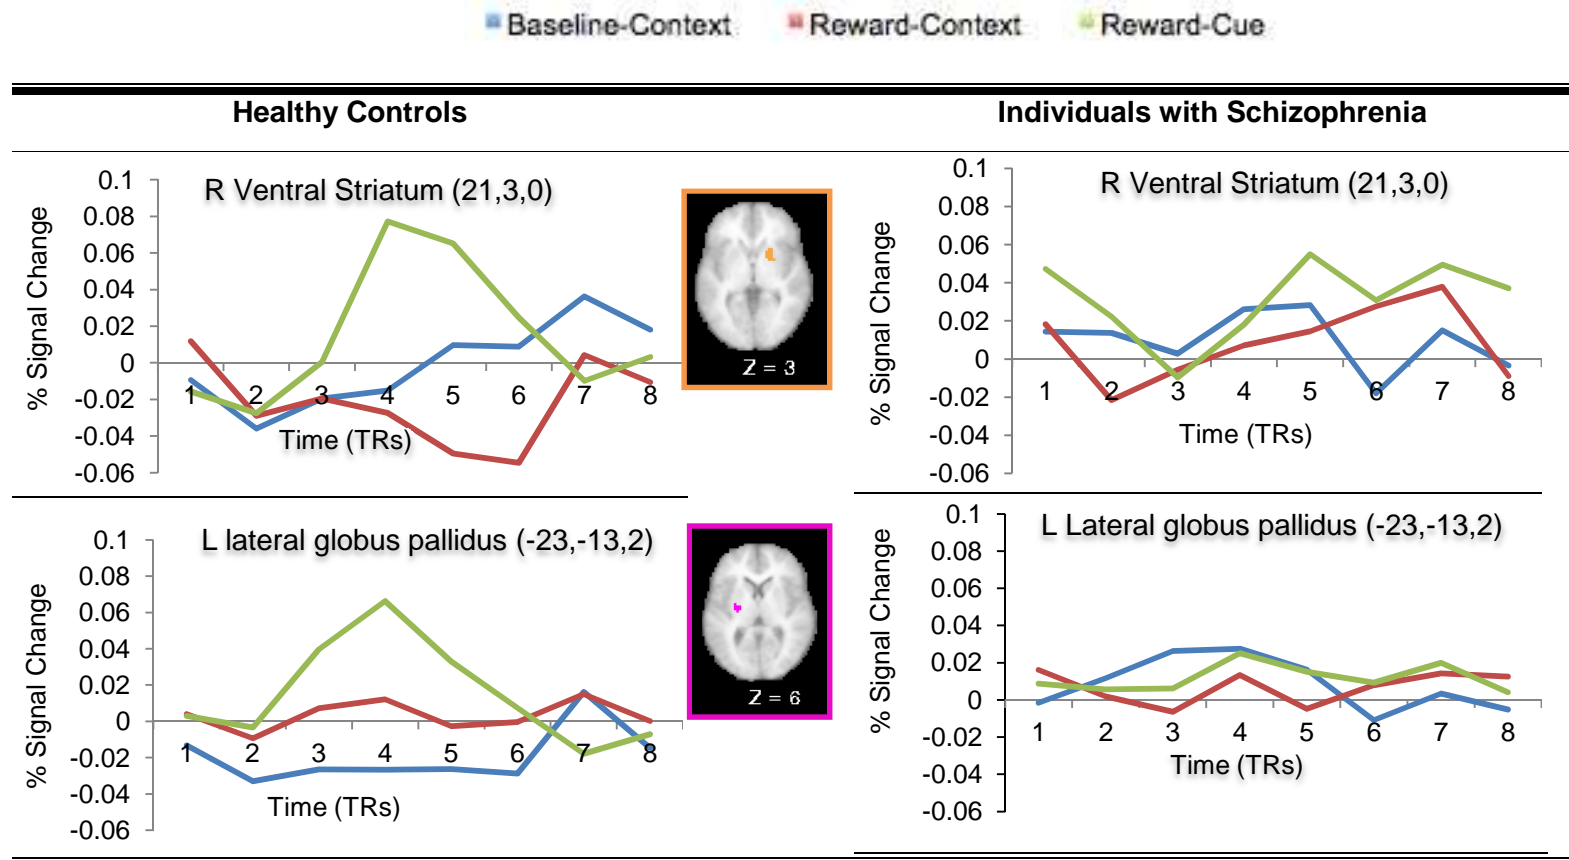 Baseline-Context Reward-Context Reward-Cue
Healthy Controls
Individuals with Schizophrenia
R Ventral Striatum (21,3,0)
% Signal Change
0.1
0.08
0.06
0.04
0.02
0
-0.02
-0.04
-0.06
1 2 3 4 5 6 7 8
Time (TRs)
Z = 3
R Ventral Striatum (21,3,0)
% Signal Change
0.1
0.08
0.06
0.04
0.02
0
-0.02
-0.04
-0.06
1 2 3 4 5 6 7 8
Time (TRs)
L lateral globus pallidus (-23,-13,2)
% Signal Change
0.1
0.08
0.06
0.04
0.02
0
-0.02
-0.04
-0.06
1 2 3 4 5 6 7 8
Time (TRs)
Z = 6
L Lateral globus pallidus (-23,-13,2)
% Signal Change
0.1
0.08
0.06
0.04
0.02
0
-0.02
-0.04
-0.06
1 2 3 4 5 6 7 8
Time (TRs)